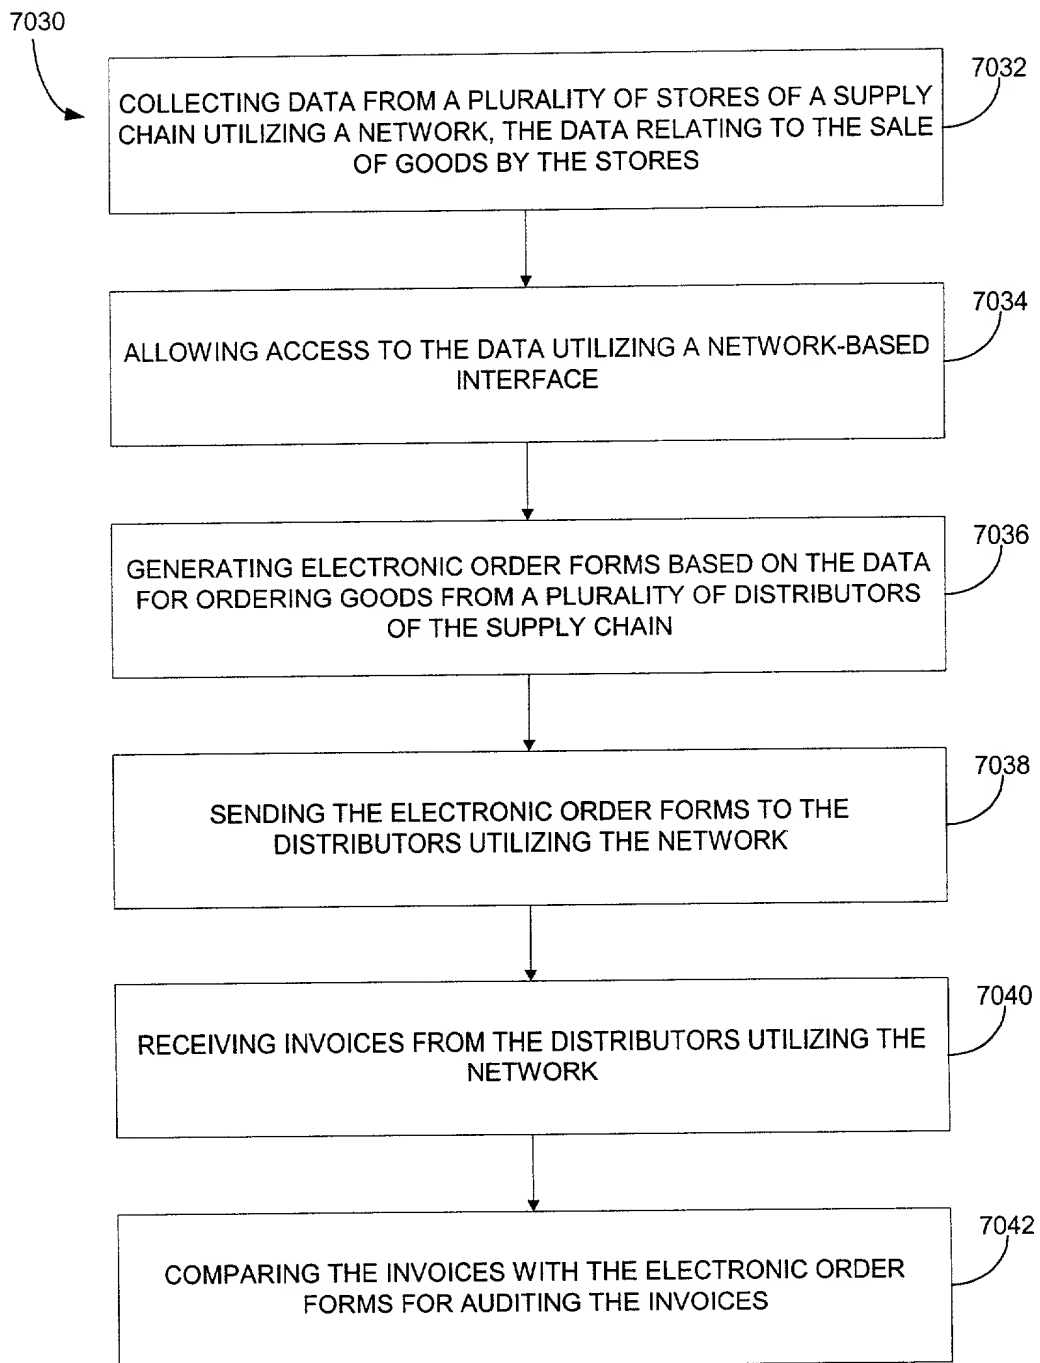 7030
7032
COLLECTING DATA FROM A PLURALITY OF STORES OF A SUPPLY
CHAIN UTILIZING A NETWORK, THE DATA RELATING TO THE SALE
OF GOODS BY THE STORES
7034
ALLOWING ACCESS TO THE DATA UTILIZING A NETWORK-BASED
INTERFACE
7036
GENERATING ELECTRONIC ORDER FORMS BASED ON THE DATA
FOR ORDERING GOODS FROM A PLURALITY OF DISTRIBUTORS
OF THE SUPPLY CHAIN
7038
SENDING THE ELECTRONIC ORDER FORMS TO THE
DISTRIBUTORS UTILIZING THE NETWORK
7040
RECEIVING INVOICES FROM THE DISTRIBUTORS UTILIZING THE
NETWORK
7042
COMPARING THE INVOICES WITH THE ELECTRONIC ORDER
FORMS FOR AUDITING THE INVOICES